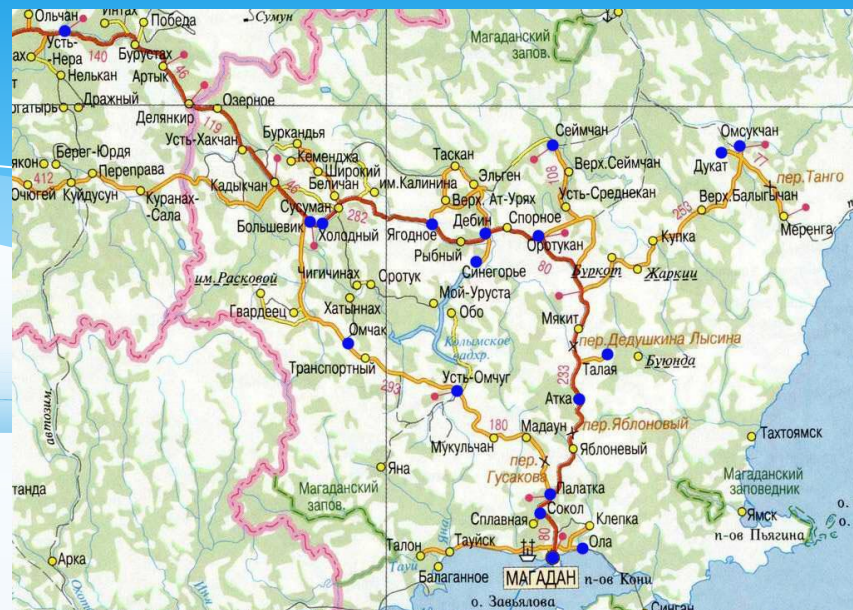 Ольчан
Интах
Победа
Сумун
Усть-
Нера
140
Бурустах
Нелькан
Артык
46
Дражный
Делянкир
Озерное
119
Магаданский
запов.
Усть-Хакчан
Буркандья
Кеменджа
Широкий
Берег-Юрдя
Переправа
412
Куйдусун
Куранах-
-Сала
Кадыкчан
46
Беличан
им.Калинина
Сусуман
Большевик
Холодный
282
Таскан
Эльген
Верх. Ат-Урях
Ягодное
Дебин
Рыбный
Спорное
Синегорье
Сеймчан
Верх.Сеймчан
108
Усть-Среднекан
Оротукан
80
Омсукчан
Дукат
77
пер.Танго
Верх.Балыгычан
253
Меренга
Купка
Буркот
Жаркий
им.Расковой
Гвардеец
Чигичинах
Оротук
Хатыннах
Мой-Уруста
Обо
Омчак
Колымское
вдхр.
Транспортный
293
Мякит
пер.Дедушкина Лысина
Талая
Буюнда
233
Атка
Усть-Омчуг
180
Мадаун
пер.Яблоновый
Мукульчан
Яблоневый
пер.
Гусакова
Тахтоямск
автозим.
Яна
Магаданский
запов.
Палатка
Сокол
Сплавная
Клепка
80
Магаданский
заповедник
Ямск
п-ов Пьягина
о.
о.
Арка
Талон
Тауйск
Яна
Тауи
Балаганное
Ола
МАГАДАН
п-ов Кони
о. Завьялова
Синган